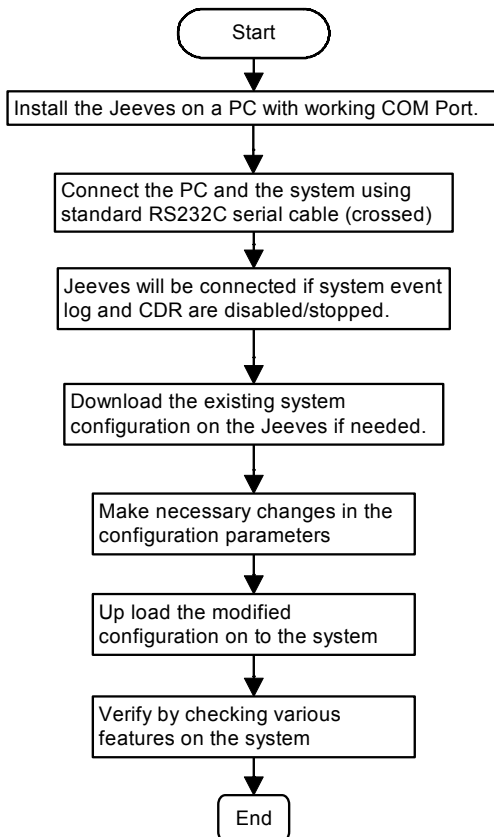 Start
Install the Jeeves on a PC with working COM Port.
Connect the PC and the system using
standard RS232C serial cable (crossed)
Jeeves will be connected if system event
log and CDR are disabled/stopped.
Download the existing system
configuration on the Jeeves if needed.
Make necessary changes in the
configuration parameters
Up load the modified
configuration on to the system
Verify by checking various
features on the system
End